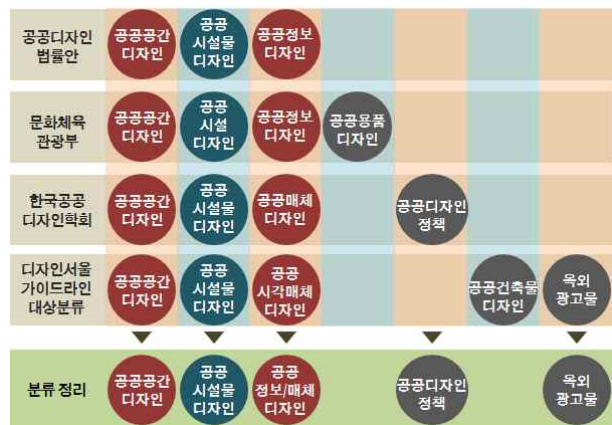 공공디자인
법률안
공공공간
디자인
공공
시설물
디자인
공공정보
디자인
문화체육
관광부
공공공간
디자인
공공
시설
디자인
공공정보
디자인
공공용품
디자인
한국공공
디자인학회
공공공간
디자인
공공
시설물
디자인
공공매체
디자인
공공디자인
정책
디자인서울
가이드라인
대상분류
공공공간
디자인
공공
시설물
디자인
공공
시각매체
디자인
공공건축물
디자인
옥외
광고물
분류 정리
공공공간
디자인
공공
시설물
디자인
공공
정보/매체
디자인
공공디자인
정책
옥외
광고물